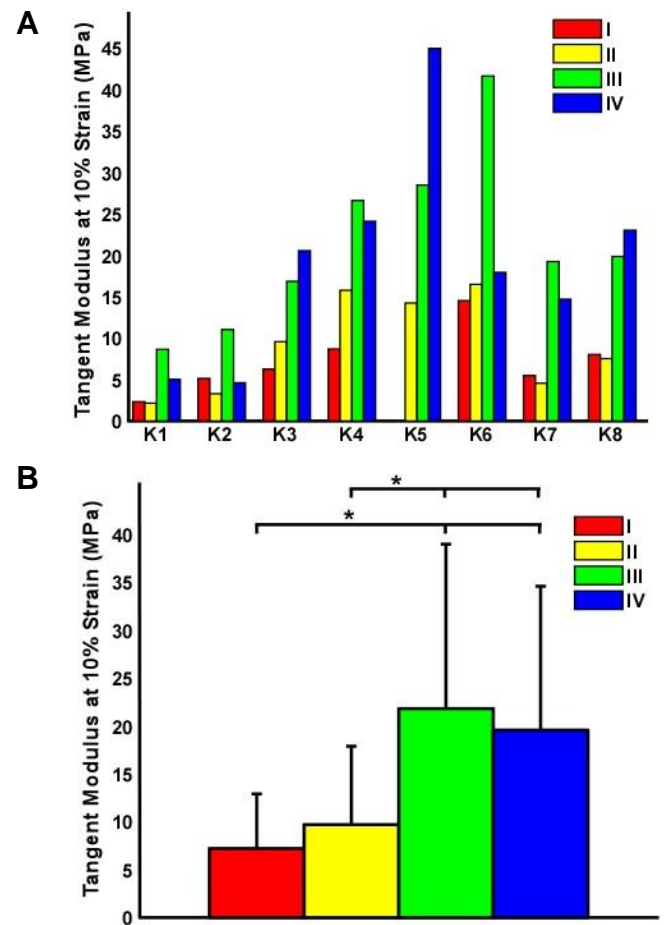 A
Tangent Modulus at 10% Strain (MPa)
45
40
35
30
25
20
15
10
5
0
K1 K2 K3 K4 K5 K6 K7 K8
I
II
III
IV
B
Tangent Modulus at 10% Strain (MPa)
40
35
30
25
20
15
10
5
0
*
*
I
II
III
IV